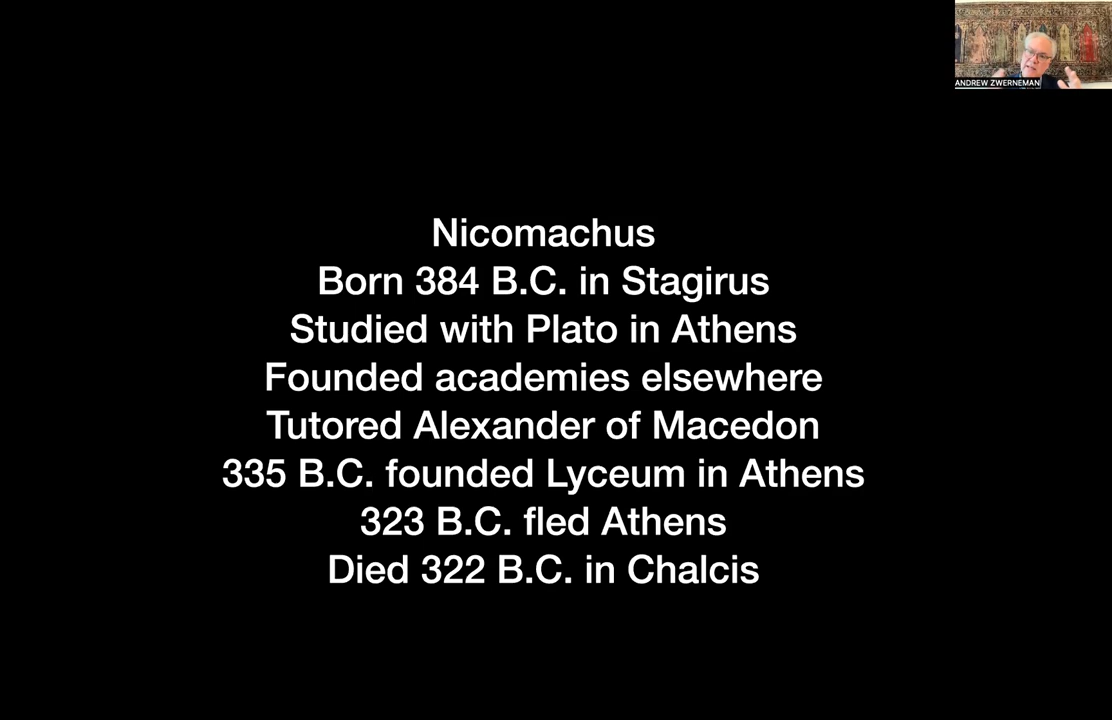 ANDREW ZWERNEMAN
Nicomachus
Born 384 B.C. in Stagirus
Studied with Plato in Athens
Founded academies elsewhere
Tutored Alexander of Macedon
335 B.C. founded Lyceum in Athens
323 B.C. fled Athens
Died 322 B.C. in Chalcis